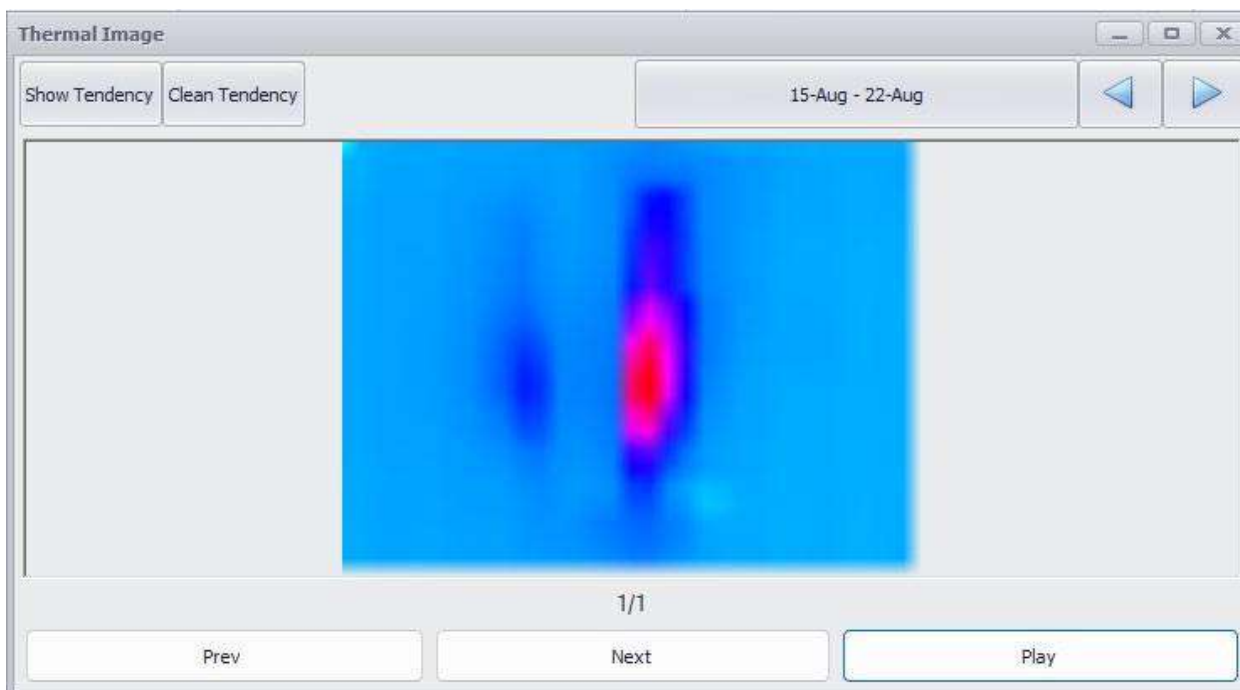 Thermal Image
Show Tendency Clean Tendency 15-Aug - 22-Aug
1/1
Prev Next Play